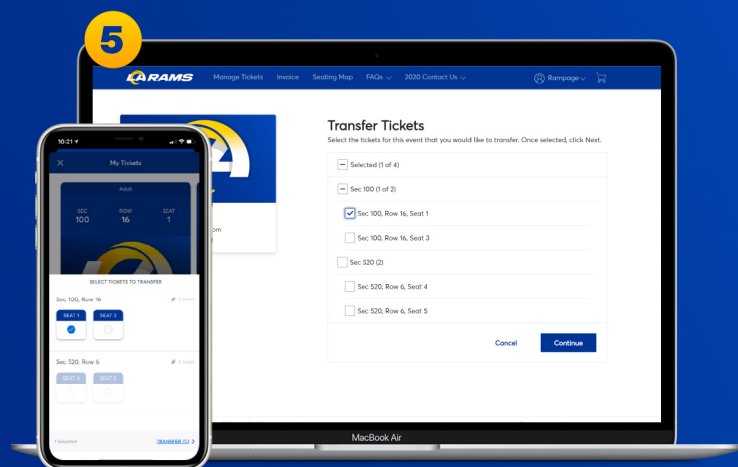 5
LA RAMS
Manage Tickets Invoice Seating Map FAQs 2020 Contact Us Rampage
Transfer Tickets
Select the tickets for this event that you would like to transfer. Once selected, click Next.
Selected (1 of 4)
Sec 100 (1 of 2)
Sec 100, Row 16, Seat 1
Sec 100, Row 16, Seat 3
Sec 520 (2)
Sec 520, Row 6, Seat 4
Sec 520, Row 6, Seat 5
Cancel Continue
MacBook Air
10:21
My Tickets
Adult
SEC ROW SEAT
100 16 1
SELECT TICKETS TO TRANSFER
Sec 100, Row 16
SEAT 1 SEAT 3
Sec 520, Row 6
SEAT 4 SEAT 5
1 Selected TRANSFER TO